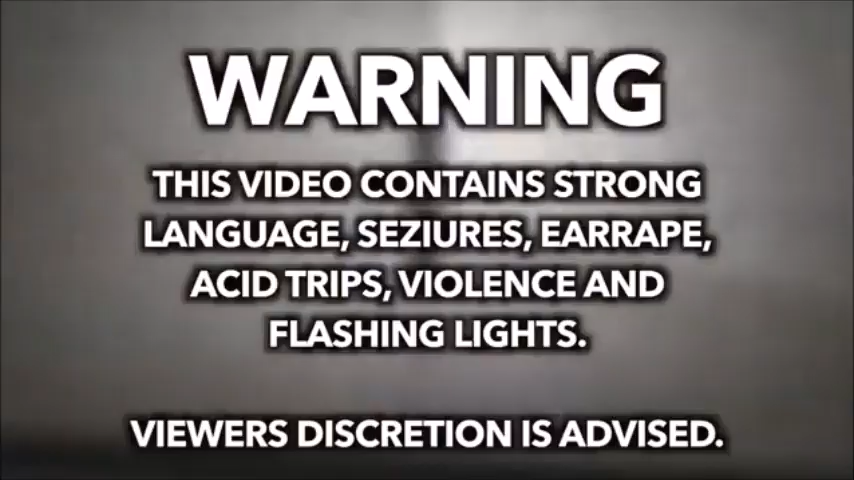 WARNING
THIS VIDEO CONTAINS STRONG
LANGUAGE, SEZIURES, EARRAPE,
ACID TRIPS, VIOLENCE AND
FLASHING LIGHTS.
VIEWERS DISCRETION IS ADVISED.